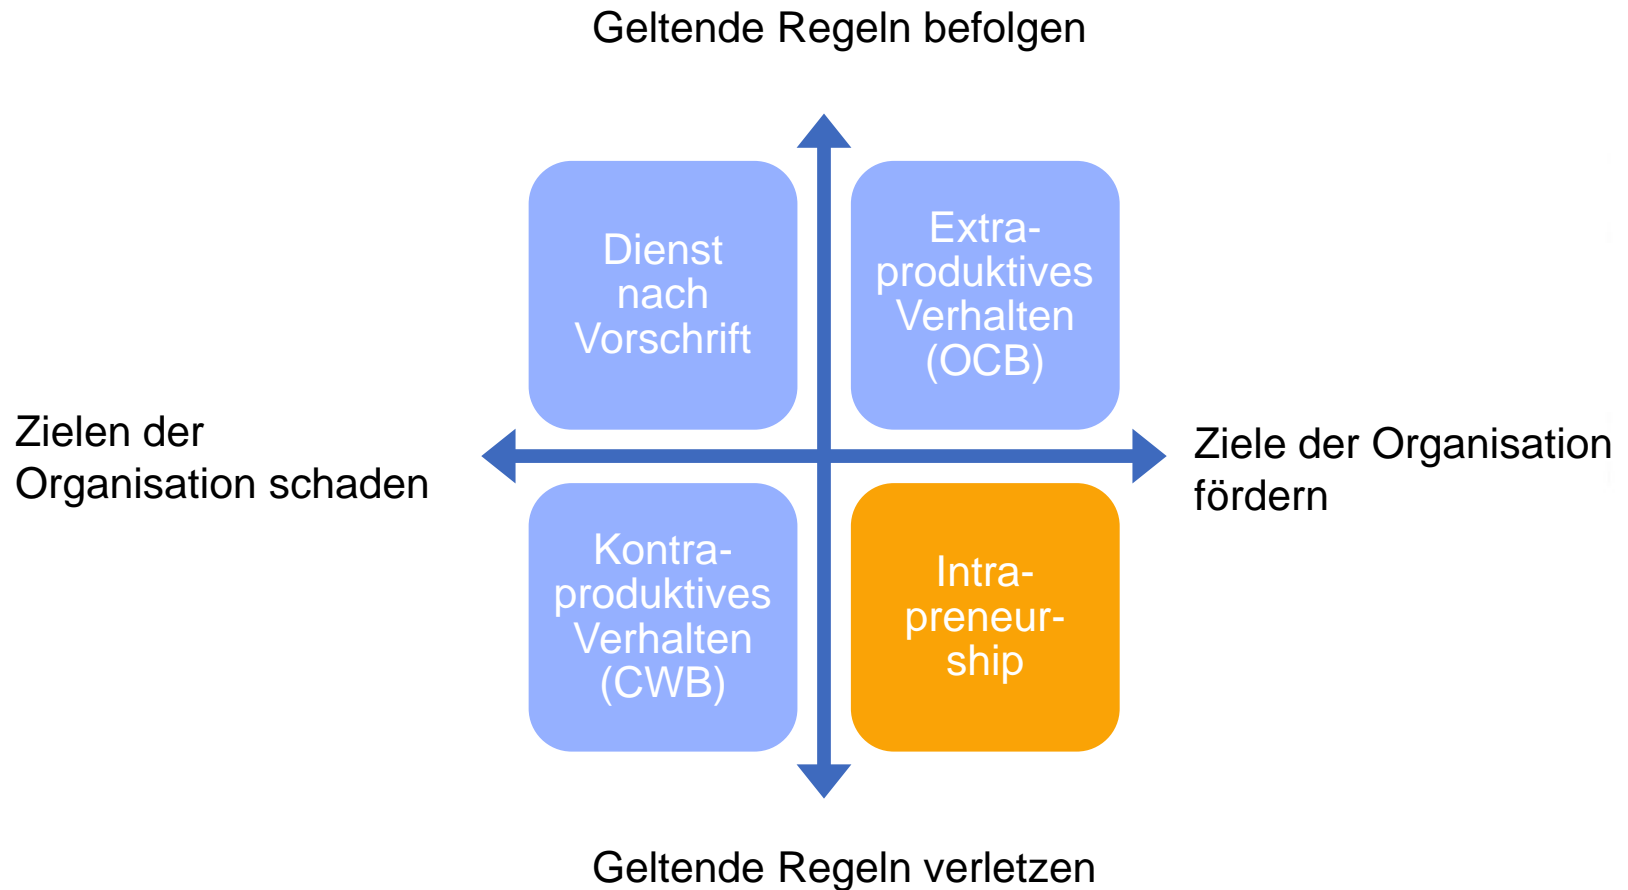 Geltende Regeln befolgen
Dienst
nach
Vorschrift
Extra-
produktives
Verhalten
(OCB)
Zielen der
Organisation schaden
Ziele der Organisation
fördern
Kontra-
produktives
Verhalten
(CWB)
Intra-
preneur-
ship
Geltende Regeln verletzen